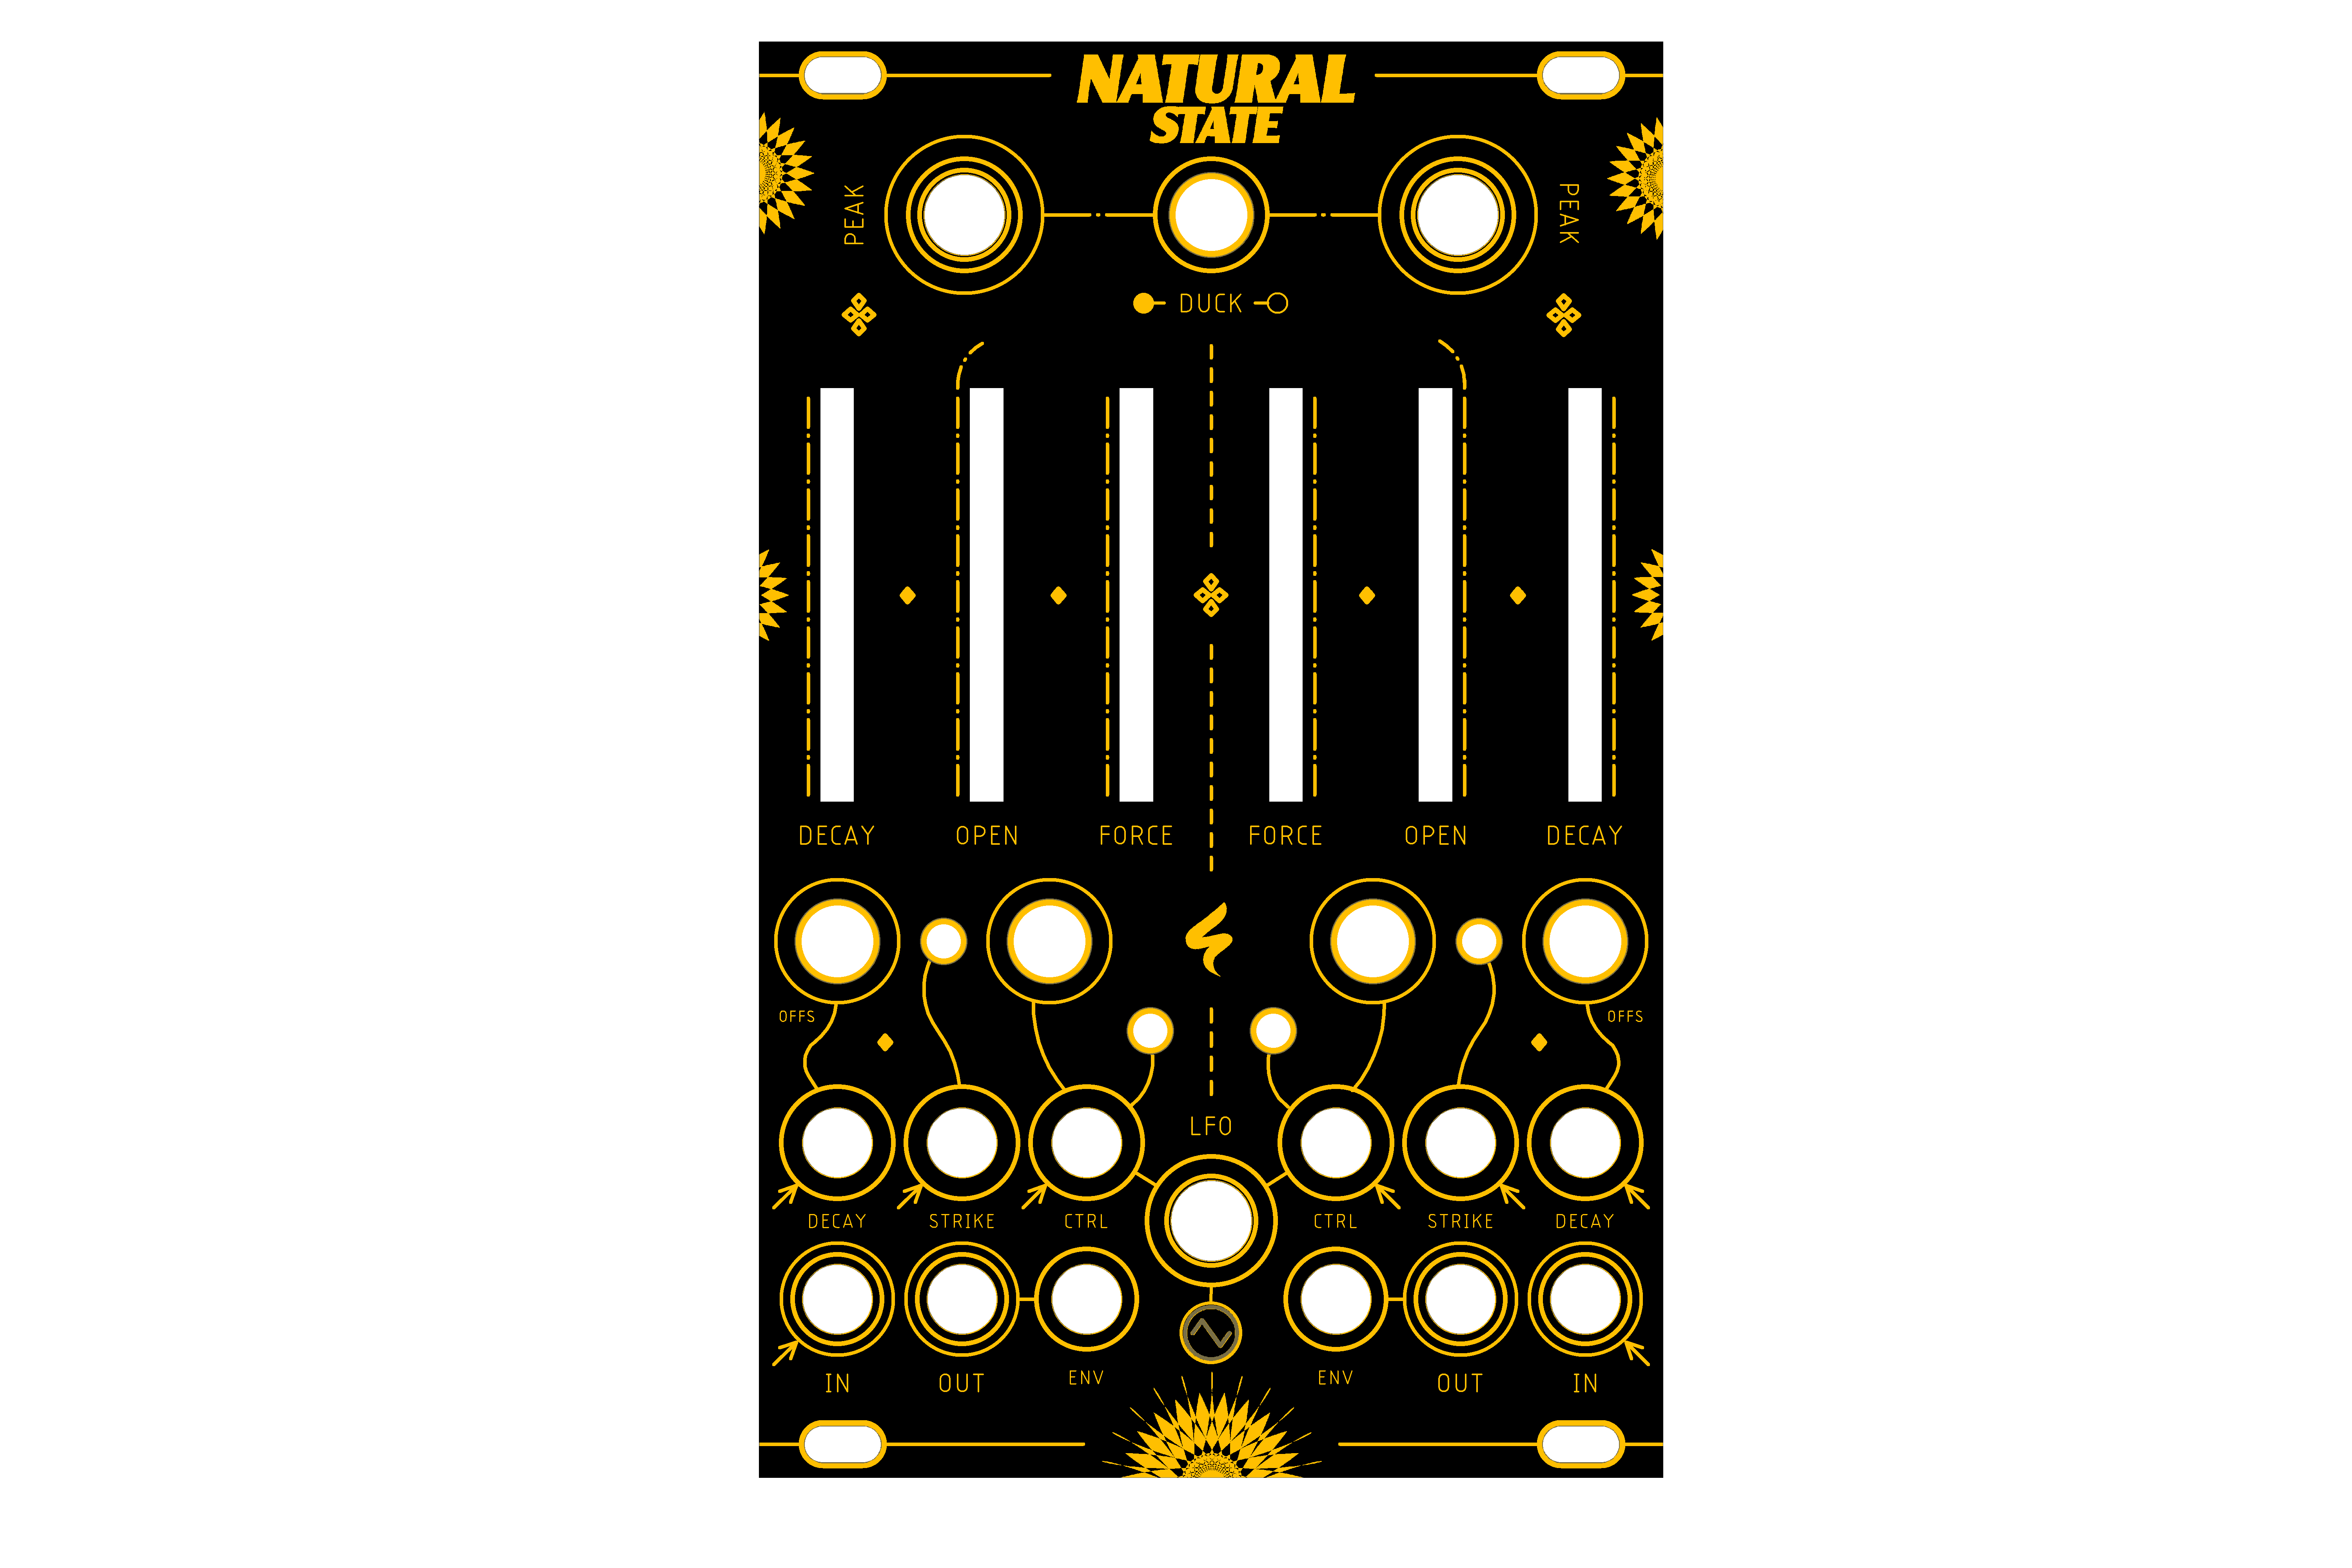 NATURAL
STATE
PEAK
PEAK
DUCK
DECAY OPEN FORCE FORCE OPEN DECAY
OFFS OFFS
LFO
DECAY STRIKE CTRL CTRL STRIKE DECAY
IN OUT ENV ENV OUT IN